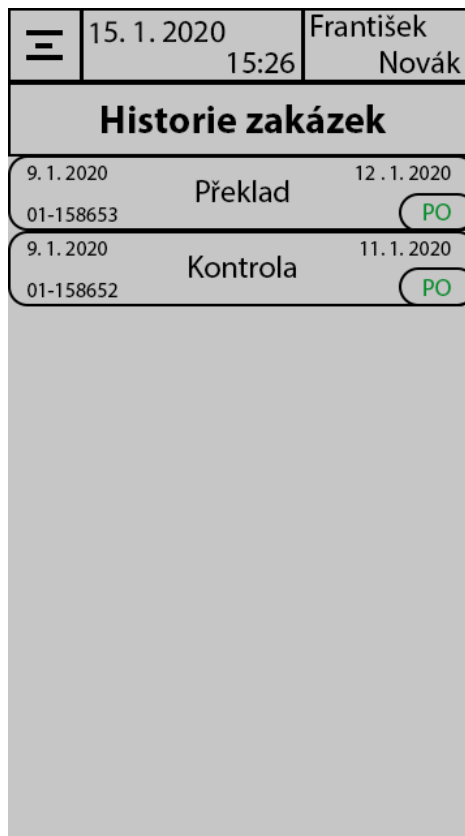 15. 1. 2020
15:26
František
Novák
Historie zakázek
9. 1. 2020
Překlad
12 . 1. 2020
01-158653
PO
9. 1. 2020
Kontrola
11. 1. 2020
01-158652
PO